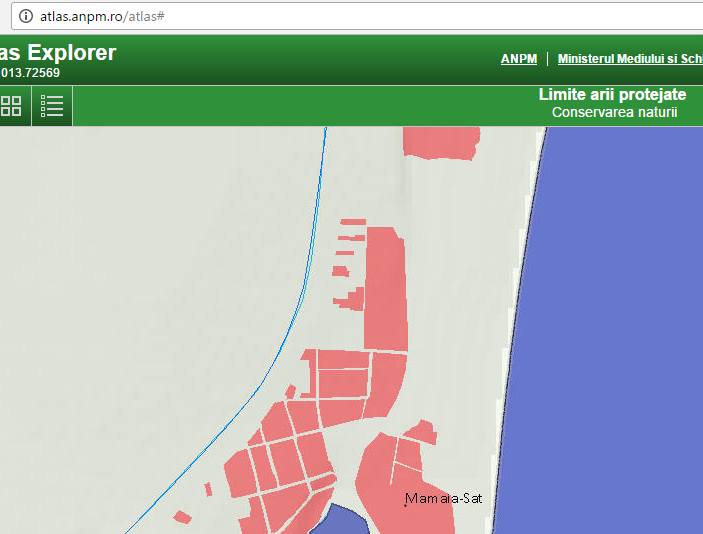 atlas.anpm.ro/atlas#
as Explorer
013.72569
ANPM | Ministerul Mediului si Sch
Limite arii protejate
Conservarea naturii
Mamaia-Sat